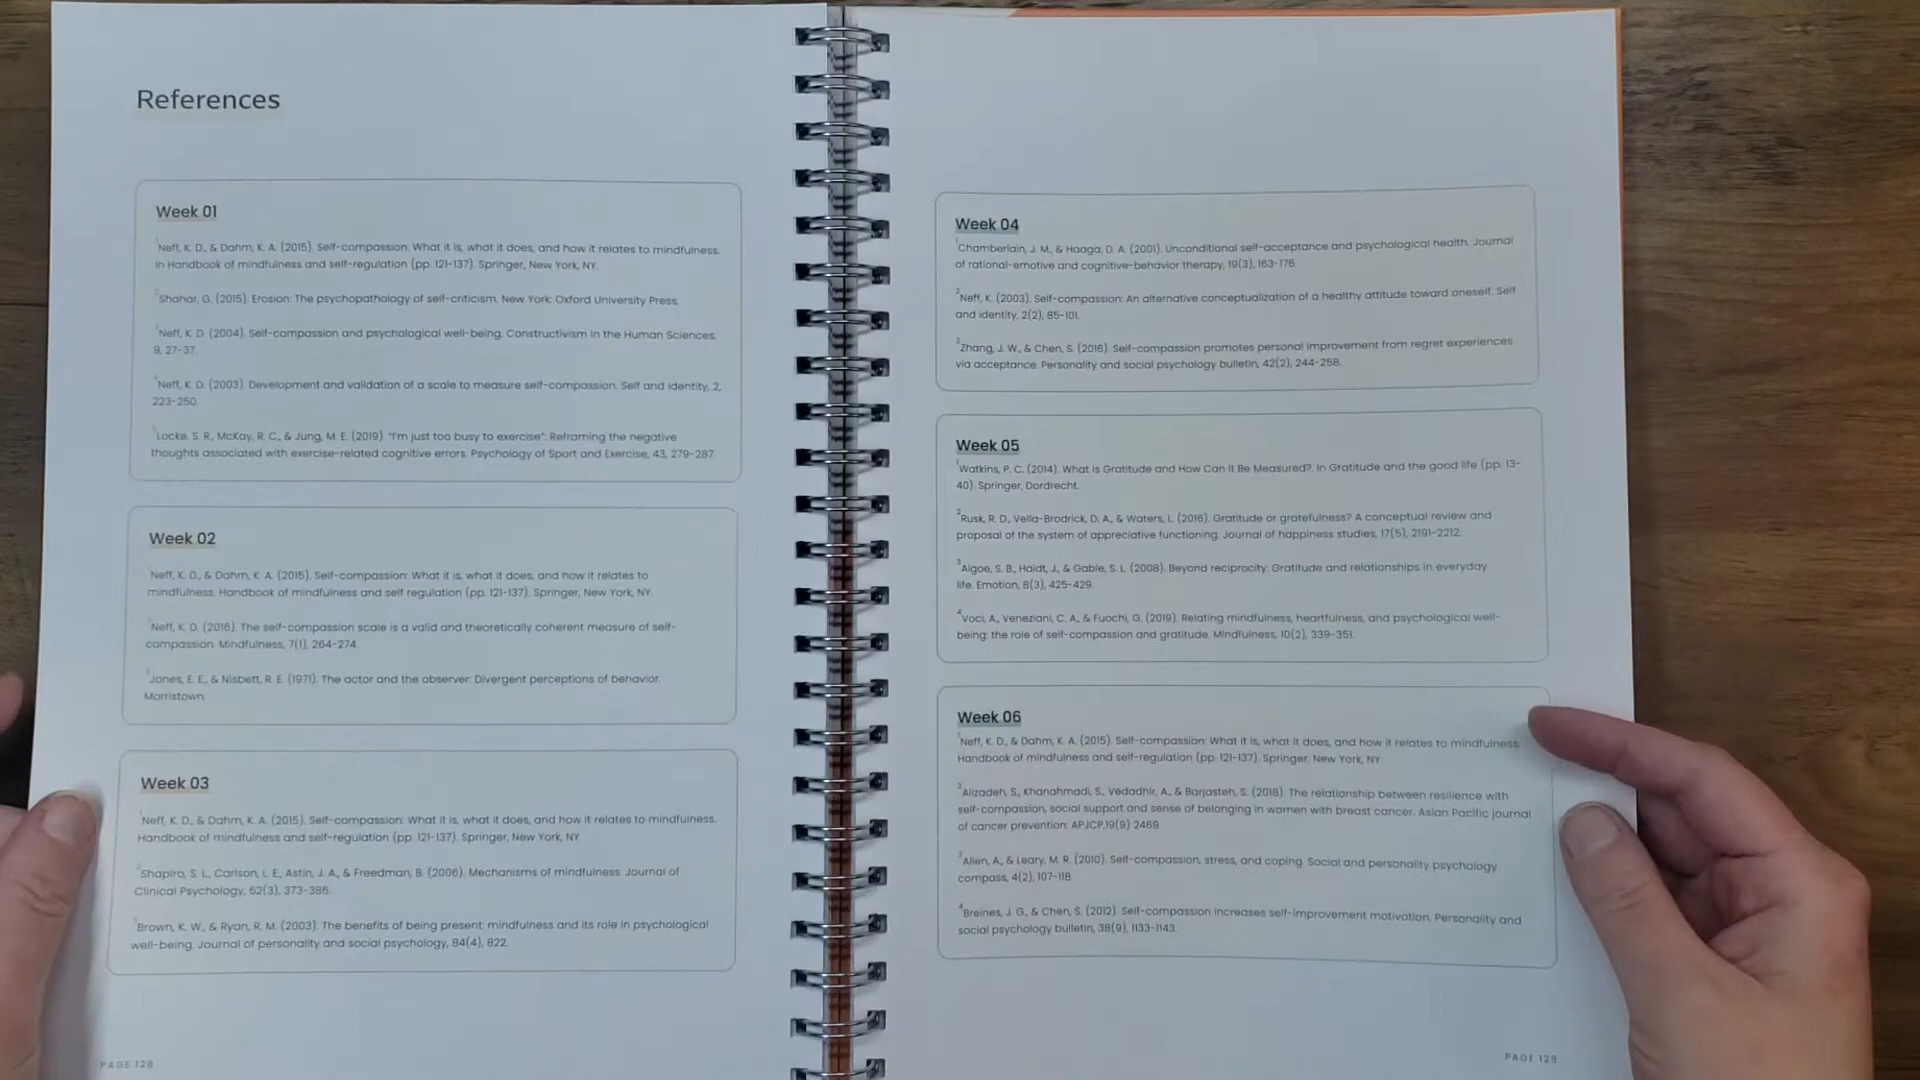 References
Week 01
1Neff, K. D., & Dahm, K. A. (2015). Self-compassion: What it is, what it does, and how it relates to mindfulness.
In Handbook of mindfulness and self-regulation (pp. 121-137). Springer, New York, NY.
2Shahar, G. (2015). Erosion: The psychopathology of self-criticism. New York: Oxford University Press.
3Neff, K. D. (2004). Self-compassion and psychological well-being. Constructivism in the Human Sciences,
9, 27-37.
4Neff, K. D. (2003). Development and validation of a scale to measure self-compassion. Self and Identity, 2,
223-250.
5Locke, S. R., McKay, R. C., & Jung, M. E. (2019). "I'm just too busy to exercise": Reframing the negative
thoughts associated with exercise-related cognitive errors. Psychology of Sport and Exercise, 43, 279-287.
Week 02
1Neff, K. D., & Dahm, K. A. (2015). Self-compassion: What it is, what it does, and how it relates to
mindfulness. Handbook of mindfulness and self regulation (pp. 121-137). Springer, New York, NY.
2Neff, K. D. (2016). The self-compassion scale is a valid and theoretically coherent measure of self-
compassion. Mindfulness, 7(1), 264-274.
3Jones, E. E., & Nisbett, R. E. (1971). The actor and the observer: Divergent perceptions of behavior.
Morristown.
Week 03
1Neff, K. D., & Dahm, K. A. (2015). Self-compassion: What it is, what it does, and how it relates to mindfulness.
Handbook of mindfulness and self-regulation (pp. 121-137). Springer, New York, NY.
2Shapiro, S. L., Carlson, L. E., Astin, J. A., & Freedman, B. (2006). Mechanisms of mindfulness. Journal of
Clinical Psychology, 62(3), 373-386.
3Brown, K. W., & Ryan, R. M. (2003). The benefits of being present: mindfulness and its role in psychological
well-being. Journal of personality and social psychology, 84(4), 822.
PAGE 128
Week 04
1Chamberlain, J. M., & Haaga, D. A. (2001). Unconditional self-acceptance and psychological health. Journal
of rational-emotive and cognitive-behavior therapy, 19(3), 163-176.
2Neff, K. (2003). Self-compassion: An alternative conceptualization of a healthy attitude toward oneself. Self
and identity, 2(2), 85-101.
3Zhang, J. W., & Chen, S. (2016). Self-compassion promotes personal improvement from regret experiences
via acceptance. Personality and social psychology bulletin, 42(2), 244-258.
Week 05
1Watkins, P. C. (2014). What Is Gratitude and How Can It Be Measured?. In Gratitude and the good life (pp. 13-
40). Springer, Dordrecht.
2Rusk, R. D., Vella-Brodrick, D. A., & Waters, L. (2016). Gratitude or gratefulness? A conceptual review and
proposal of the system of appreciative functioning. Journal of happiness studies, 17(5), 2191-2212.
3Algoe, S. B., Haidt, J., & Gable, S. L. (2008). Beyond reciprocity: Gratitude and relationships in everyday
life. Emotion, 8(3), 425-429.
4Voci, A., Veneziani, C. A., & Fuochi, G. (2019). Relating mindfulness, heartfulness, and psychological well-
being: the role of self-compassion and gratitude. Mindfulness, 10(2), 339-351.
Week 06
1Neff, K. D., & Dahm, K. A. (2015). Self-compassion: What it is, what it does, and how it relates to mindfulness.
Handbook of mindfulness and self-regulation (pp. 121-137). Springer, New York, NY.
2Alizadeh, S., Khanahmadi, S., Vedadhir, A., & Barjasteh, S. (2018). The relationship between resilience with
self-compassion, social support and sense of belonging in women with breast cancer. Asian Pacific journal
of cancer prevention: APJCP,19(9) 2469
3Allen, A., & Leary, M. R. (2010). Self-compassion, stress, and coping. Social and personality psychology
compass, 4(2), 107-118.
4Breines, J. G., & Chen, S. (2012). Self-compassion increases self-improvement motivation. Personality and
social psychology bulletin, 38(9), 1133-1143.
PAGE 129